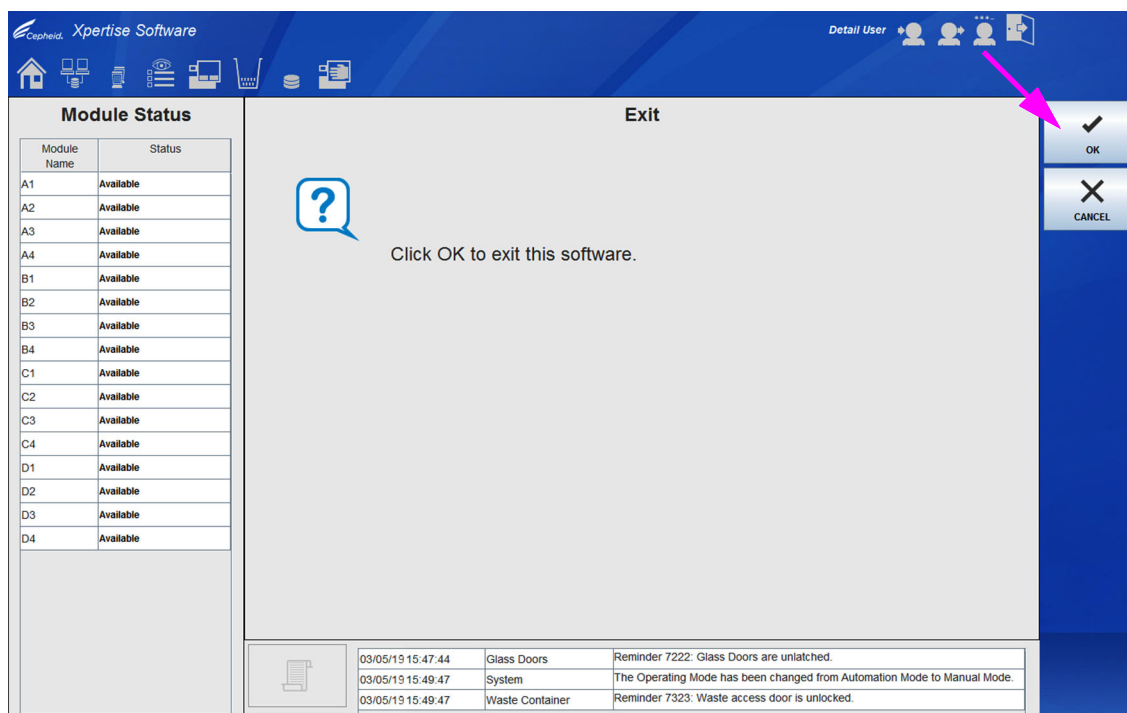 Cepheid. Xpertise Software
Detail User
Module Status
Exit
OK
CANCEL
Module Name Status
A1 Available
A2 Available
A3 Available
A4 Available
B1 Available
B2 Available
B3 Available
B4 Available
C1 Available
C2 Available
C3 Available
C4 Available
D1 Available
D2 Available
D3 Available
D4 Available
Click OK to exit this software.
03/05/19 15:47:44 Glass Doors Reminder 7222: Glass Doors are unlatched.
03/05/19 15:49:47 System The Operating Mode has been changed from Automation Mode to Manual Mode.
03/05/19 15:49:47 Waste Container Reminder 7323: Waste access door is unlocked.